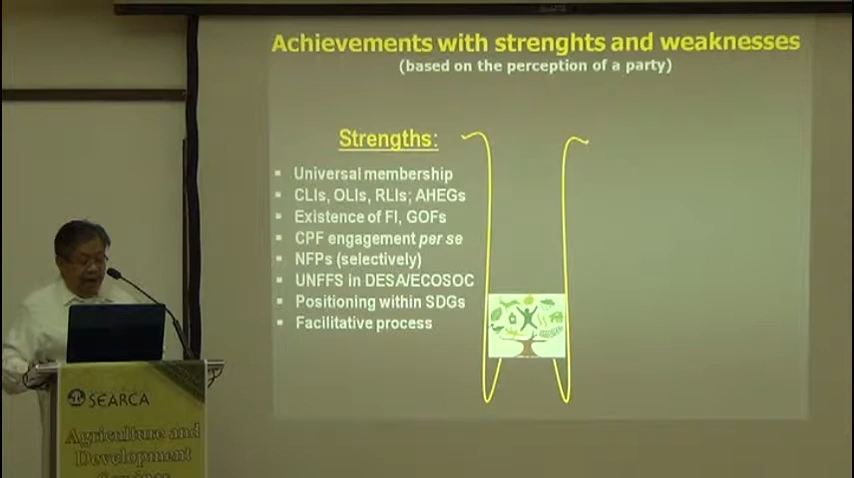 Achievements with strenghts and weaknesses
(based on the perception of a party)
Strengths:
▪ Universal membership
▪ CLIs, OLIs, RLIs; AHEGs
▪ Existence of FI, GOFs
▪ CPF engagement per se
▪ NFPs (selectively)
▪ UNFFS in DESA/ECOSOC
▪ Positioning within SDGs
▪ Facilitative process
SEARCA
Agriculture and
Development
Seminar